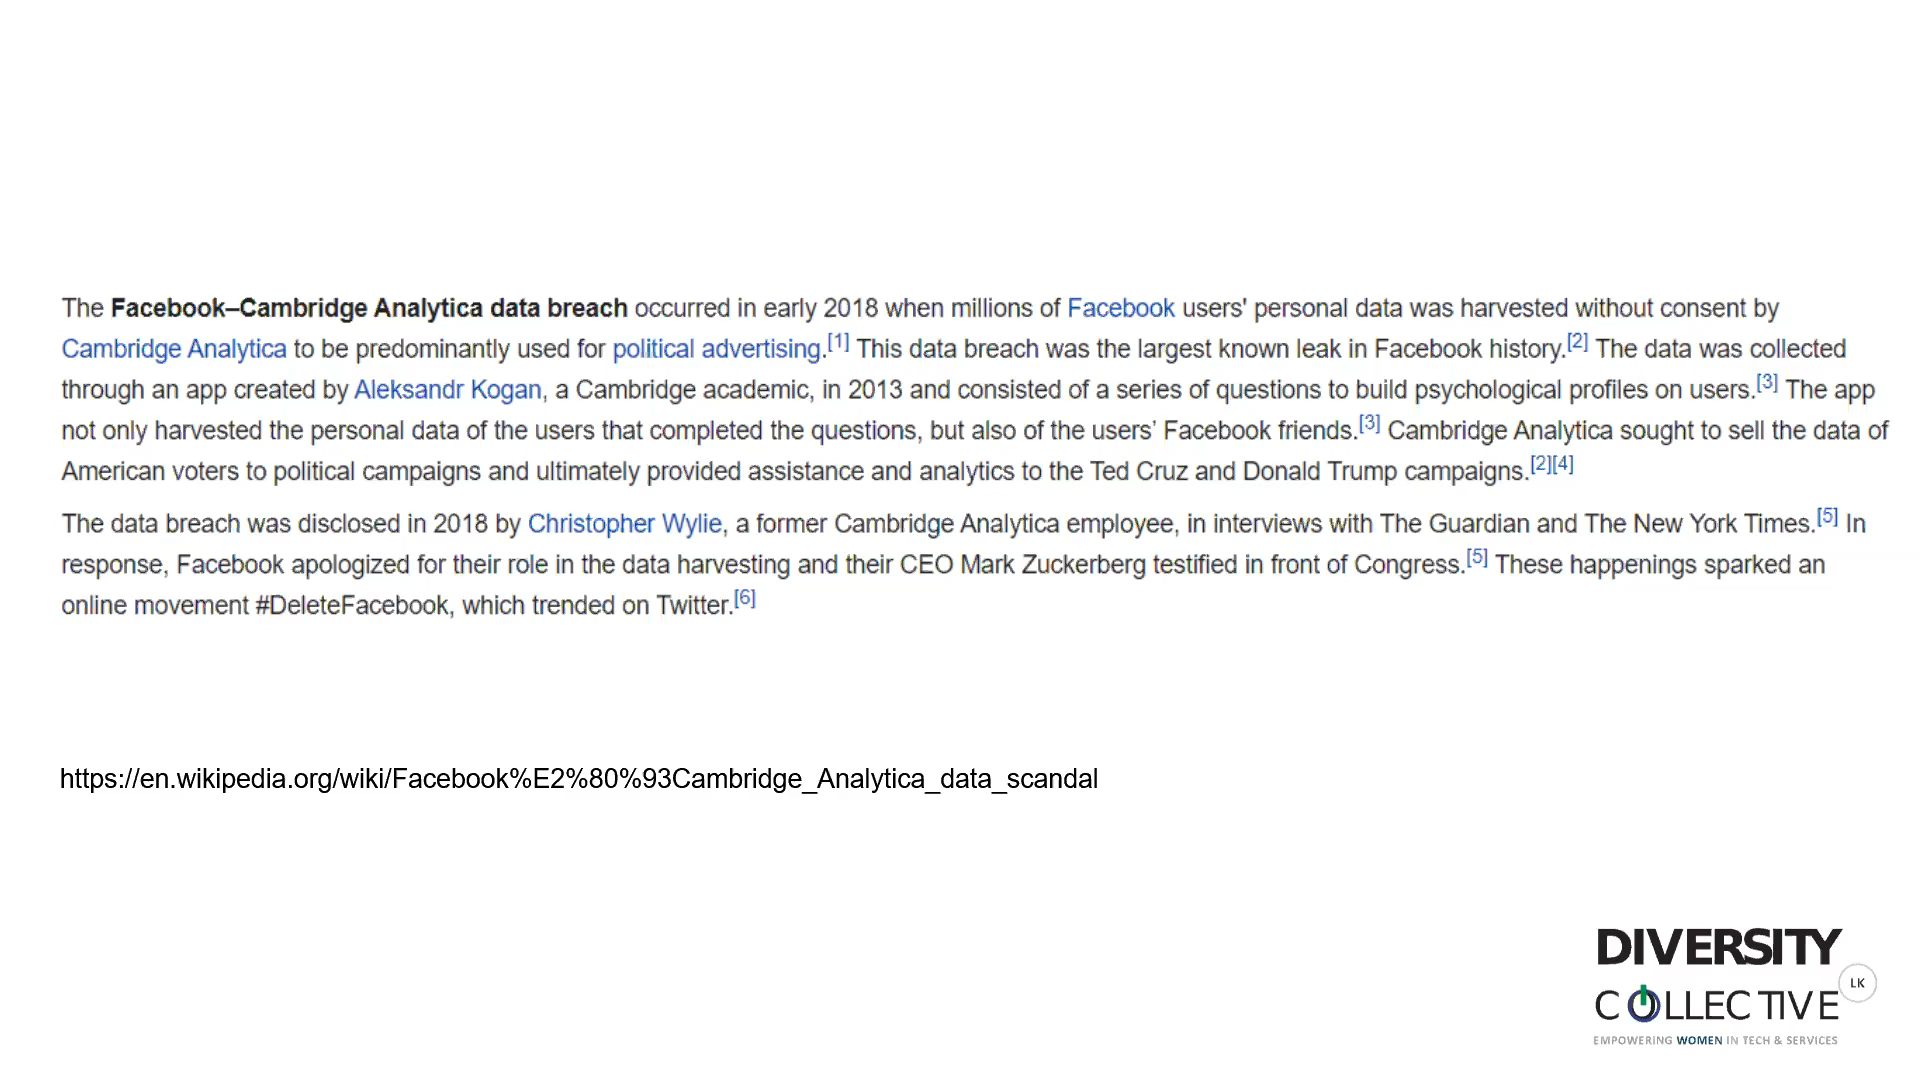 The Facebook–Cambridge Analytica data breach occurred in early 2018 when millions of Facebook users' personal data was harvested without consent by
Cambridge Analytica to be predominantly used for political advertising.[1] This data breach was the largest known leak in Facebook history.[2] The data was collected
through an app created by Aleksandr Kogan, a Cambridge academic, in 2013 and consisted of a series of questions to build psychological profiles on users.[3] The app
not only harvested the personal data of the users that completed the questions, but also of the users’ Facebook friends.[3] Cambridge Analytica sought to sell the data of
American voters to political campaigns and ultimately provided assistance and analytics to the Ted Cruz and Donald Trump campaigns.[2][4]
The data breach was disclosed in 2018 by Christopher Wylie, a former Cambridge Analytica employee, in interviews with The Guardian and The New York Times.[5] In
response, Facebook apologized for their role in the data harvesting and their CEO Mark Zuckerberg testified in front of Congress.[5] These happenings sparked an
online movement #DeleteFacebook, which trended on Twitter.[6]
https://en.wikipedia.org/wiki/Facebook%E2%80%93Cambridge_Analytica_data_scandal
DIVERSITY
LK
COLLECTIVE
EMPOWERING WOMEN IN TECH & SERVICES